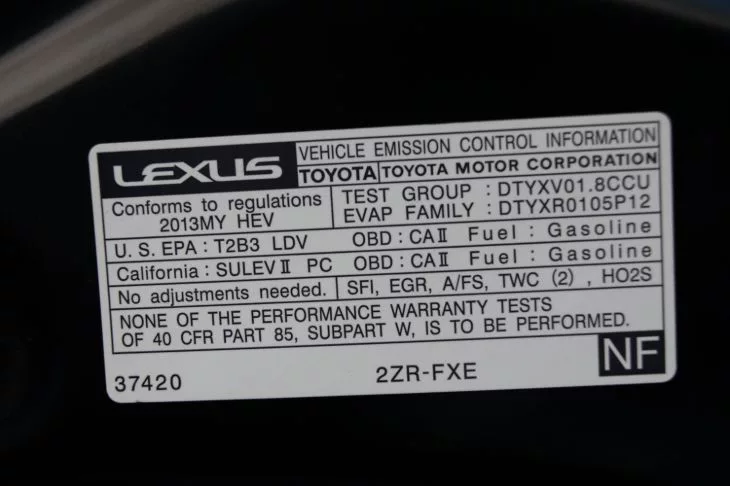 LEXUS VEHICLE EMISSION CONTROL INFORMATION
TOYOTA TOYOTA MOTOR CORPORATION
Conforms to regulations
2013MY HEV
TEST GROUP : DTYXV01.8CCU
EVAP FAMILY : DTYXR0105P12
U. S. EPA : T2B3 LDV OBD : CAⅡ Fuel : Gasoline
California : SULEVⅡ PC OBD : CAⅡ Fuel : Gasoline
No adjustments needed. SFI, EGR, A/FS, TWC (2) , HO2S
NONE OF THE PERFORMANCE WARRANTY TESTS
OF 40 CFR PART 85, SUBPART W, IS TO BE PERFORMED.
37420 2ZR-FXE NF